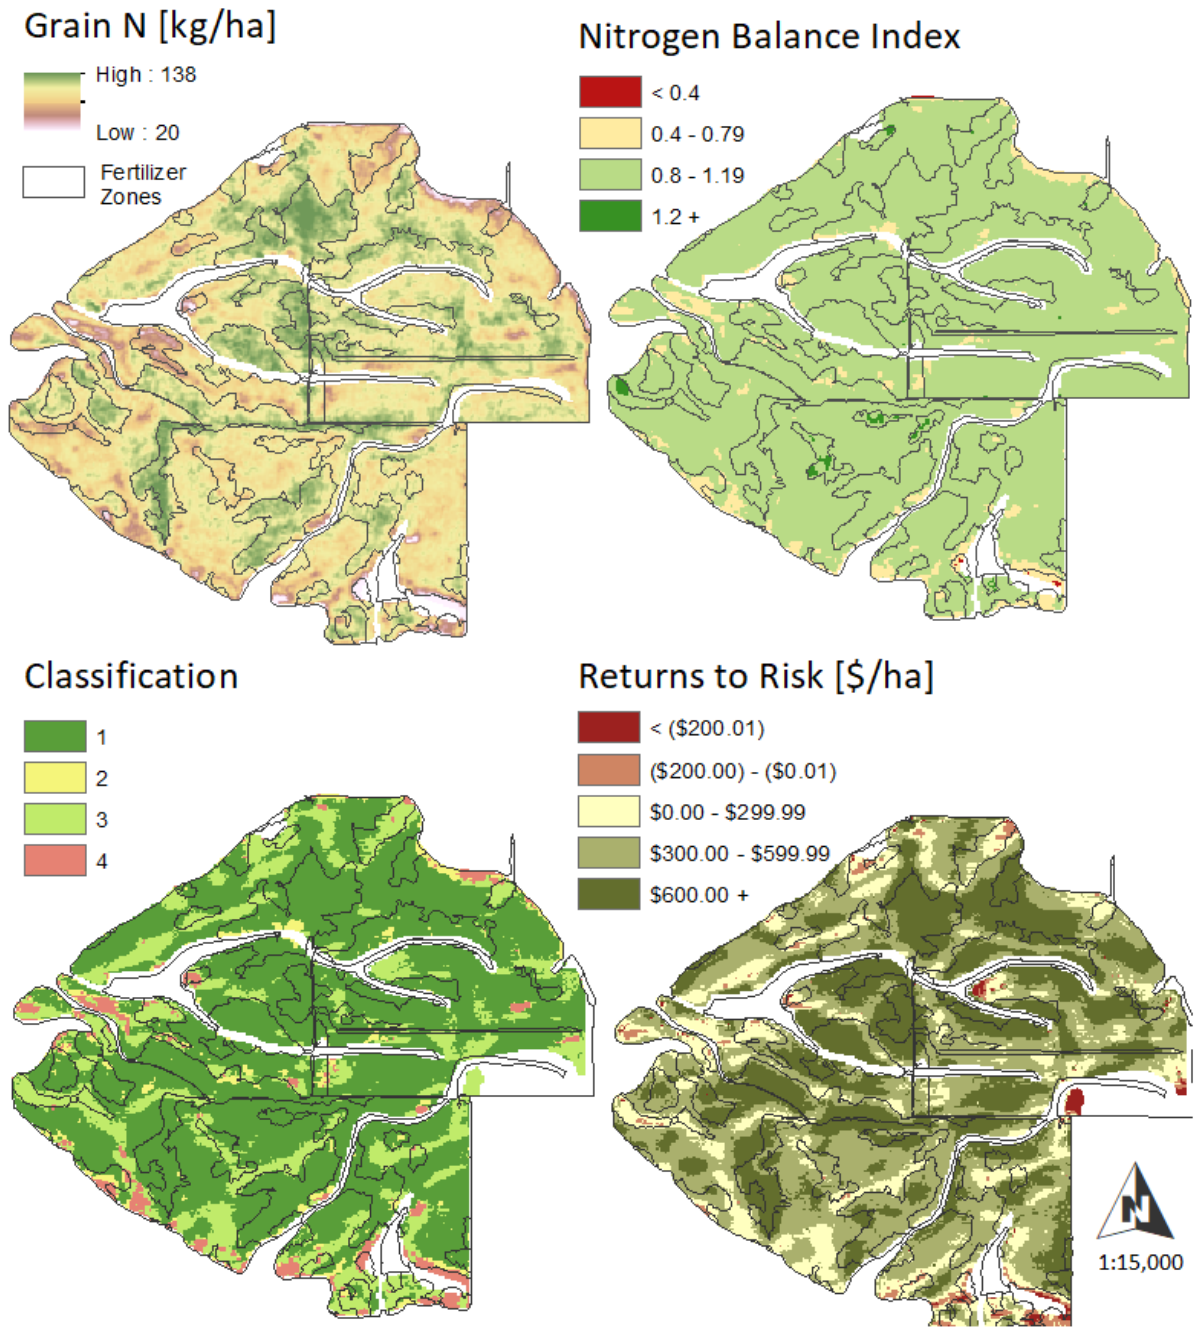 Grain N [kg/ha]
High : 138
Low : 20
Fertilizer
Zones
Nitrogen Balance Index
< 0.4
0.4 - 0.79
0.8 - 1.19
1.2 +
Classification
1
2
3
4
Returns to Risk [$/ha]
< ($200.01)
($200.00) - ($0.01)
$0.00 - $299.99
$300.00 - $599.99
$600.00 +
N
1:15,000